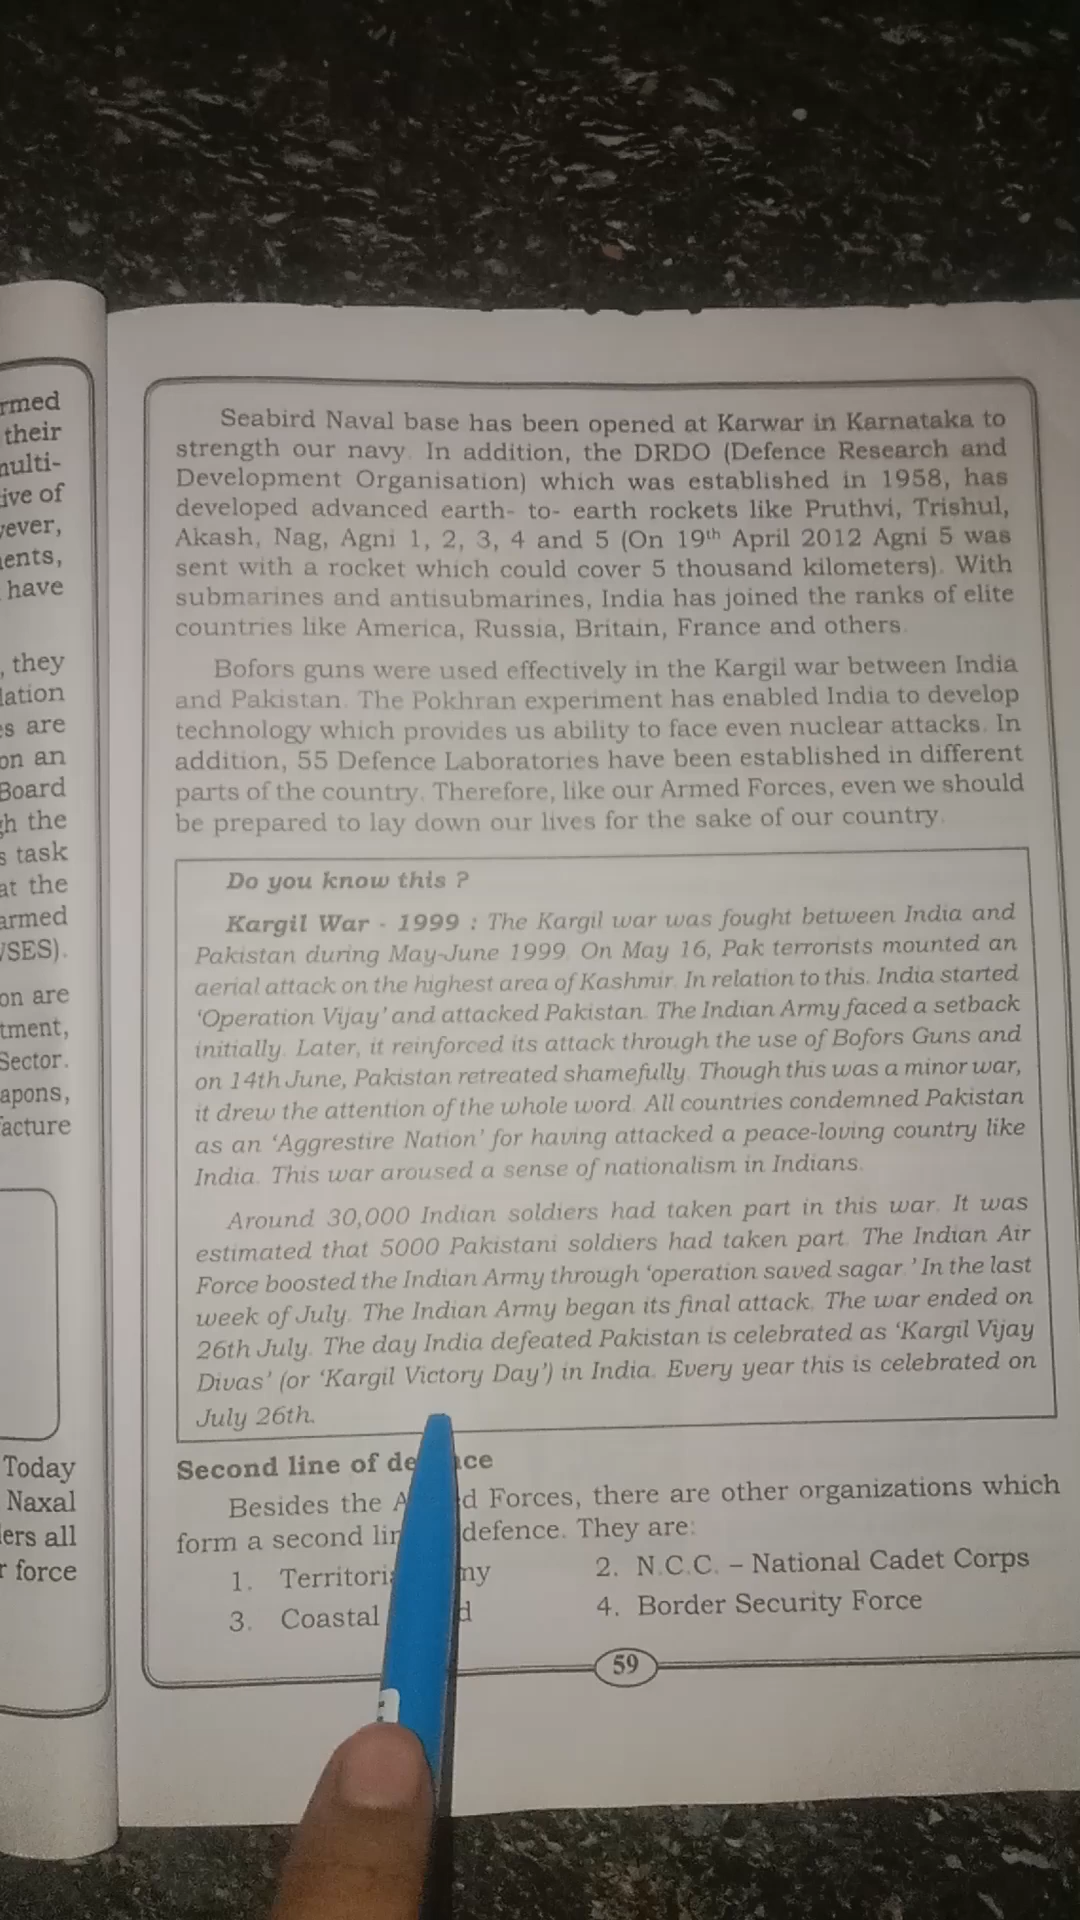 rmed
their
multi-
ive of
vever,
ents,
have
, they
lation
es are
on an
Board
gh the
s task
at the
armed
VSES).
on are
tment,
Sector.
apons,
facture
Today
Naxal
ers all
r force
Seabird Naval base has been opened at Karwar in Karnataka to
strength our navy. In addition, the DRDO (Defence Research and
Development Organisation) which was established in 1958, has
developed advanced earth- to- earth rockets like Pruthvi, Trishul,
Akash, Nag, Agni 1, 2, 3, 4 and 5 (On 19th April 2012 Agni 5 was
sent with a rocket which could cover 5 thousand kilometers). With
submarines and antisubmarines, India has joined the ranks of elite
countries like America, Russia, Britain, France and others.
Bofors guns were used effectively in the Kargil war between India
and Pakistan. The Pokhran experiment has enabled India to develop
technology which provides us ability to face even nuclear attacks. In
addition, 55 Defence Laboratories have been established in different
parts of the country. Therefore, like our Armed Forces, even we should
be prepared to lay down our lives for the sake of our country.
Do you know this ?
Kargil War - 1999 : The Kargil war was fought between India and
Pakistan during May-June 1999. On May 16, Pak terrorists mounted an
aerial attack on the highest area of Kashmir. In relation to this. India started
'Operation Vijay' and attacked Pakistan. The Indian Army faced a setback
initially. Later, it reinforced its attack through the use of Bofors Guns and
on 14th June, Pakistan retreated shamefully. Though this was a minor war,
it drew the attention of the whole word. All countries condemned Pakistan
as an 'Aggrestire Nation' for having attacked a peace-loving country like
India. This war aroused a sense of nationalism in Indians.
Around 30,000 Indian soldiers had taken part in this war. It was
estimated that 5000 Pakistani soldiers had taken part. The Indian Air
Force boosted the Indian Army through 'operation saved sagar.' In the last
week of July. The Indian Army began its final attack. The war ended on
26th July. The day India defeated Pakistan is celebrated as 'Kargil Vijay
Divas' (or 'Kargil Victory Day') in India. Every year this is celebrated on
July 26th.
Second line of de nce
Besides the A d Forces, there are other organizations which
form a second lin defence. They are:
1. Territori my 2. N.C.C. – National Cadet Corps
3. Coastal d 4. Border Security Force
59